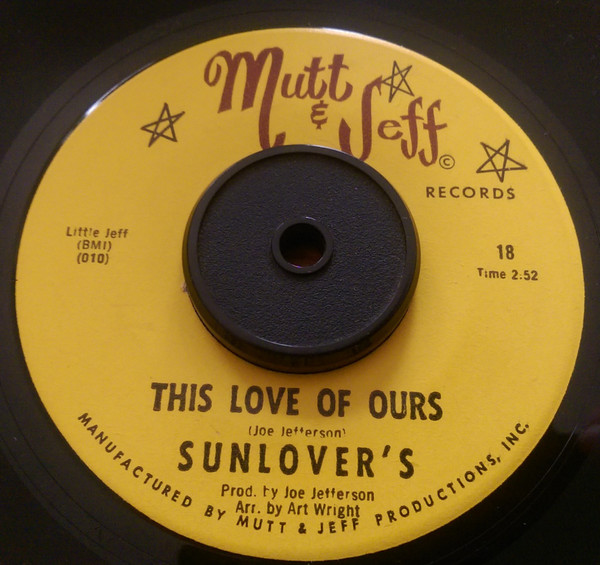 Mutt
& Jeff ©
RECORDS
Little Jeff
(BMI)
(010)
18
Time 2:52
THIS LOVE OF OURS
(Joe Jefferson)
SUNLOVER'S
Prod. by Joe Jefferson
Arr. by Art Wright
MANUFACTURED BY MUTT & JEFF PRODUCTIONS, INC.